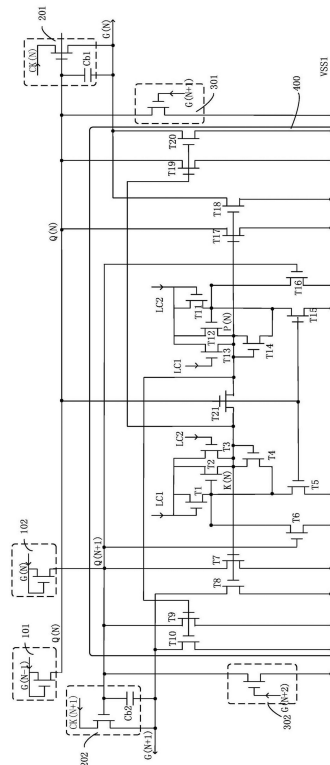 201
CK(N)
G(N)
Cb1
G(N+1)
301
VSS1
400
T20
T19
Q(N)
T18
T17
T16
LC2
T11
T12
P(N)
T13
LC1
T14
T15
T21
LC2
T3
T2
K(N)
T1
LC1
T4
T5
T6
102
G(N)
Q(N+1)
T7
T8
T9
T10
101
G(N-1)
Q(N)
CK(N+1)
Cb2
202
G(N+1)
G(N+2)
302